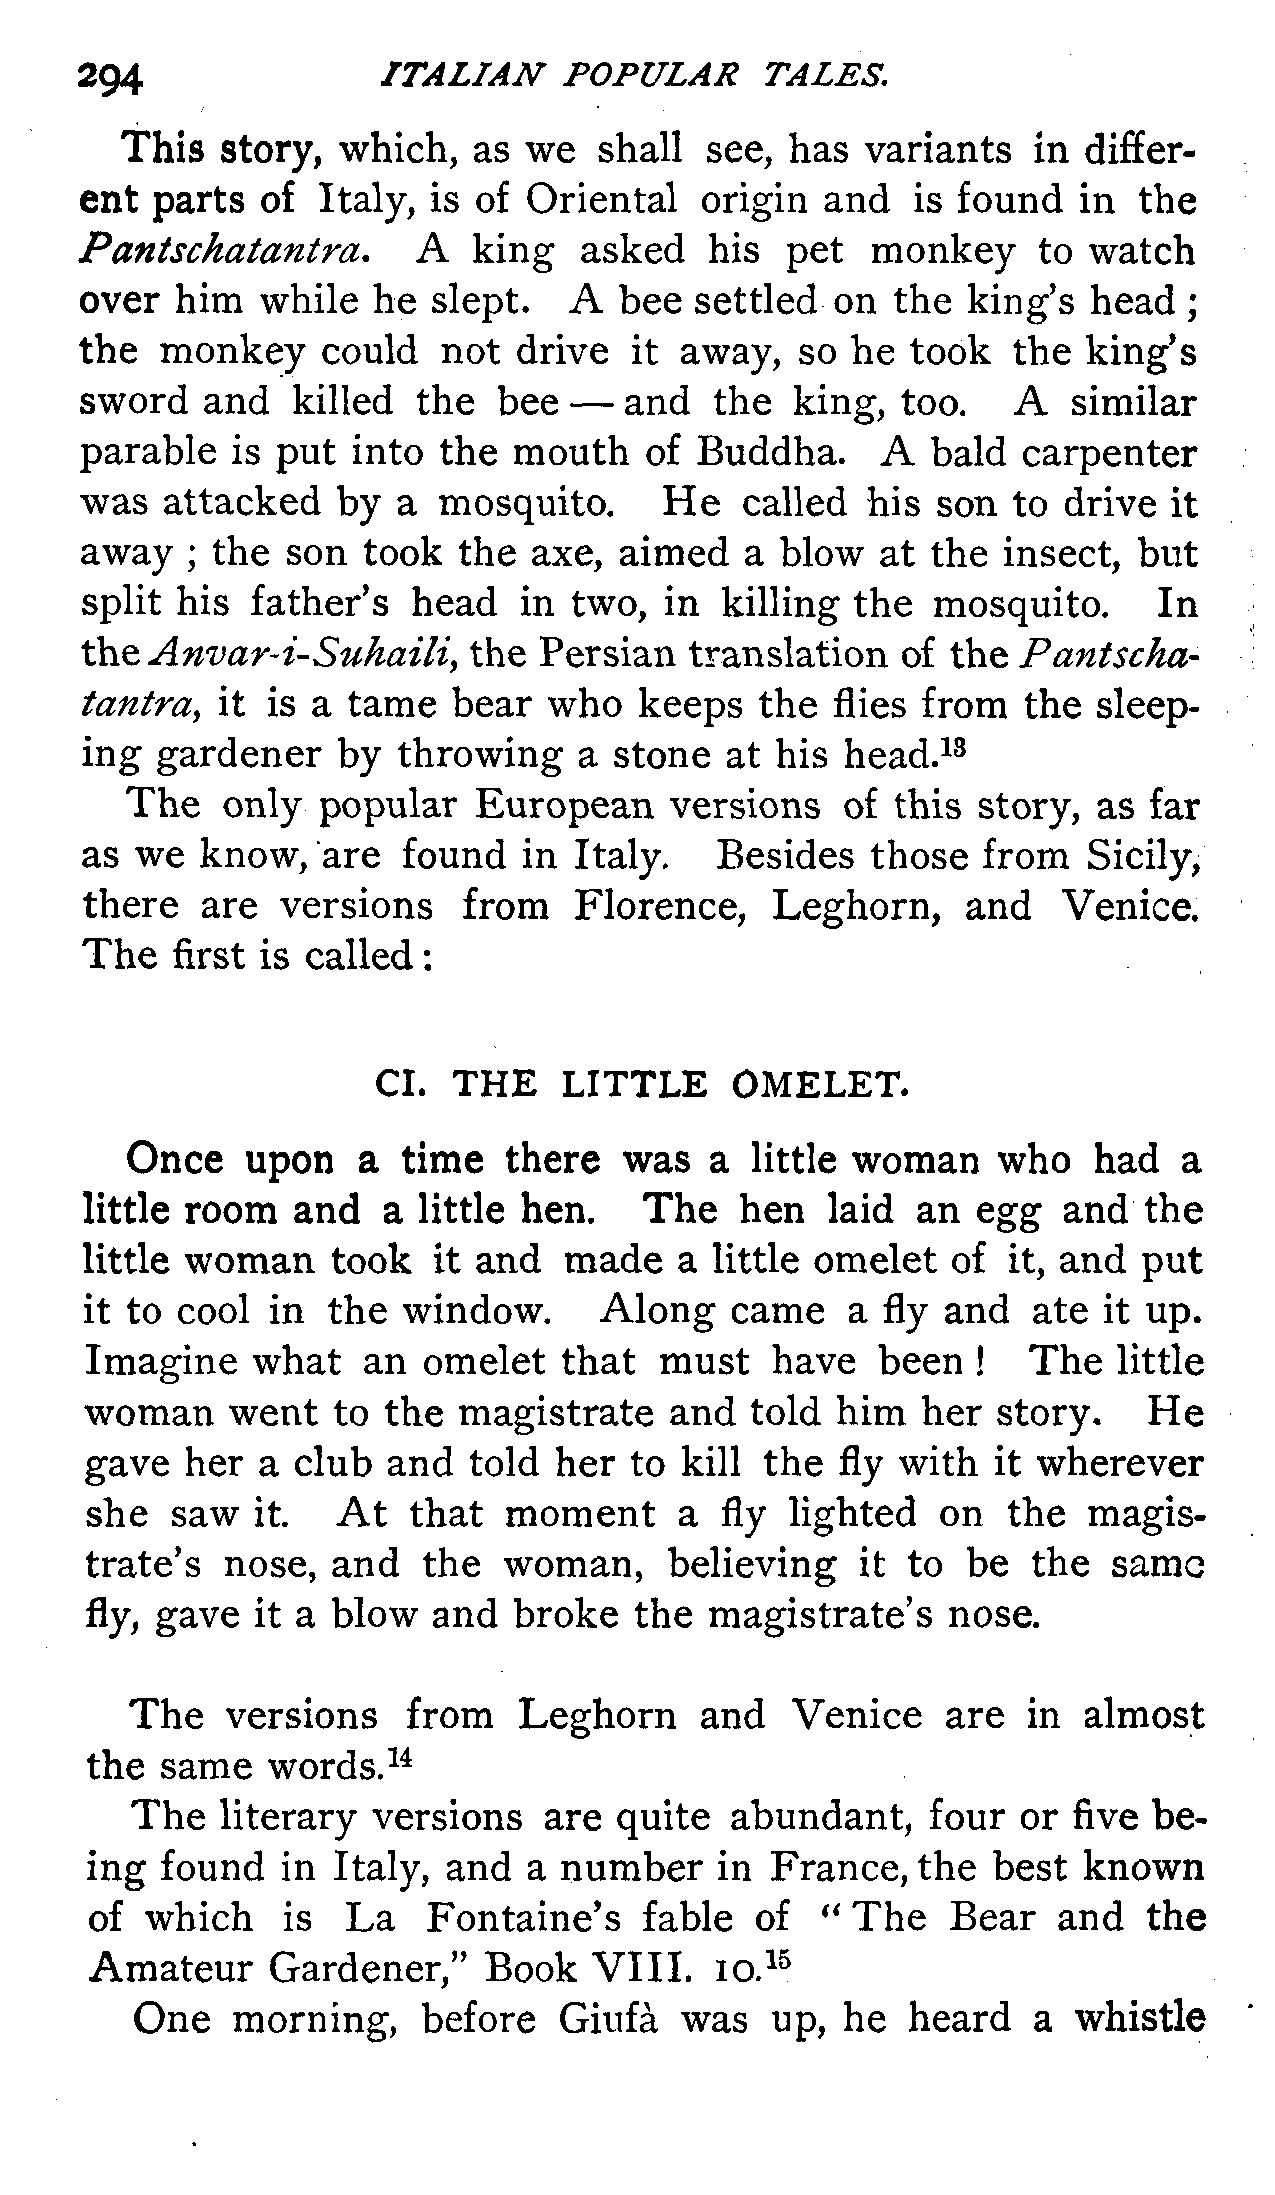 294 ITALIAN POPULAR TALES.
This story, which, as we shall see, has variants in differ-
ent parts of Italy, is of Oriental origin and is found in the
Pantschatantra. A king asked his pet monkey to watch
over him while he slept. A bee settled on the king's head ;
the monkey could not drive it away, so he took the king's
sword and killed the bee — and the king, too. A similar
parable is put into the mouth of Buddha. A bald carpenter
was attacked by a mosquito. He called his son to drive it
away ; the son took the axe, aimed a blow at the insect, but
split his father's head in two, in killing the mosquito. In
the Anvar-i-Suhaili, the Persian translation of the Pantscha-
tantra, it is a tame bear who keeps the flies from the sleep-
ing gardener by throwing a stone at his head.¹³
The only popular European versions of this story, as far
as we know, are found in Italy. Besides those from Sicily,
there are versions from Florence, Leghorn, and Venice.
The first is called :
CI. THE LITTLE OMELET.
Once upon a time there was a little woman who had a
little room and a little hen. The hen laid an egg and the
little woman took it and made a little omelet of it, and put
it to cool in the window. Along came a fly and ate it up.
Imagine what an omelet that must have been ! The little
woman went to the magistrate and told him her story. He
gave her a club and told her to kill the fly with it wherever
she saw it. At that moment a fly lighted on the magis-
trate's nose, and the woman, believing it to be the same
fly, gave it a blow and broke the magistrate's nose.
The versions from Leghorn and Venice are in almost
the same words.¹⁴
The literary versions are quite abundant, four or five be-
ing found in Italy, and a number in France, the best known
of which is La Fontaine's fable of “ The Bear and the
Amateur Gardener,” Book VIII. 10.¹⁵
One morning, before Giufà was up, he heard a whistle